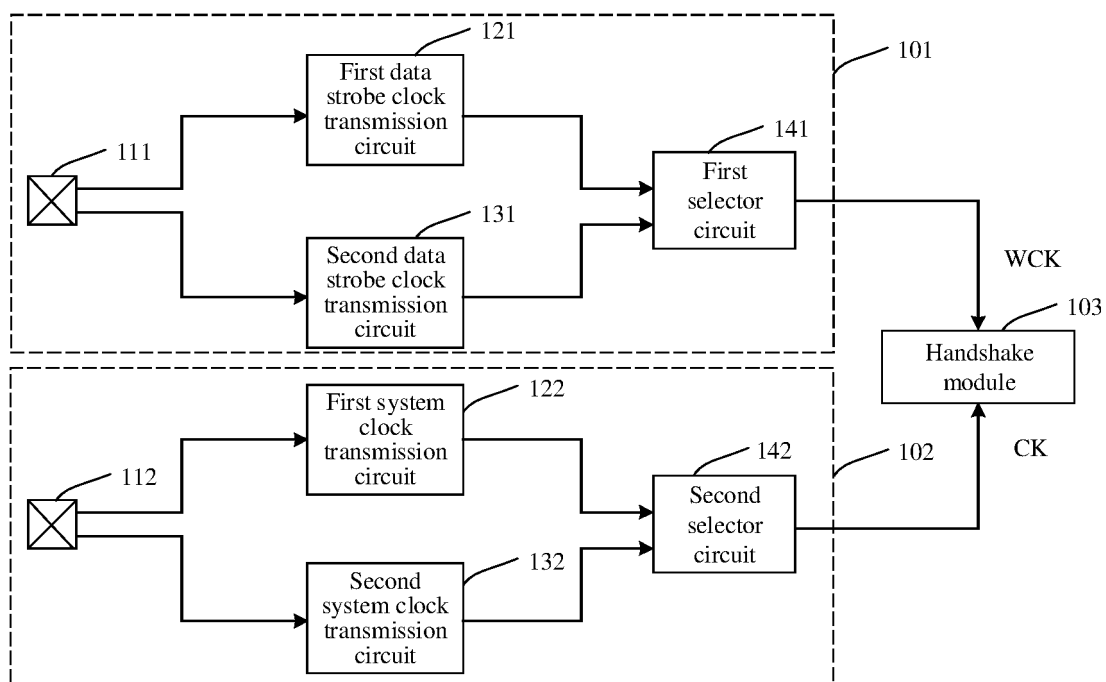 121
First data
strobe clock
transmission
circuit
101
111
141
First
selector
circuit
131
Second data
strobe clock
transmission
circuit
WCK
103
Handshake
module
122
First system
clock
transmission
circuit
CK
112
142
102
Second
selector
circuit
132
Second
system clock
transmission
circuit